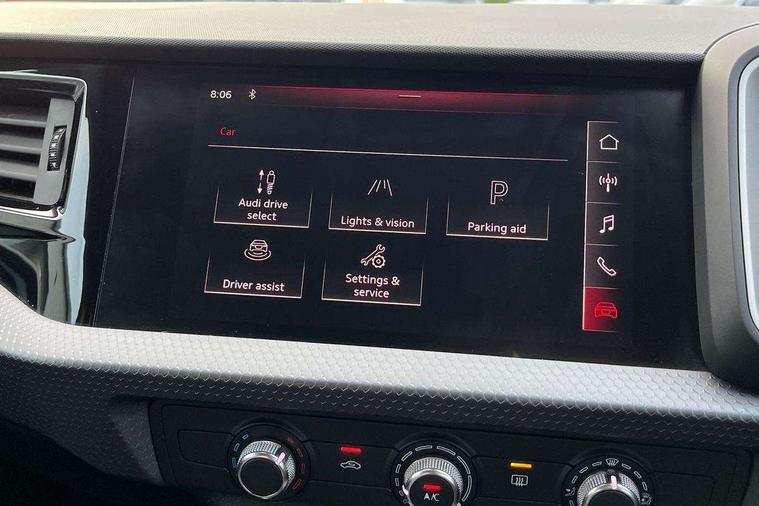 8:06
Car
Audi drive
select
Lights & vision
P
Parking aid
Driver assist
Settings &
service
A/C